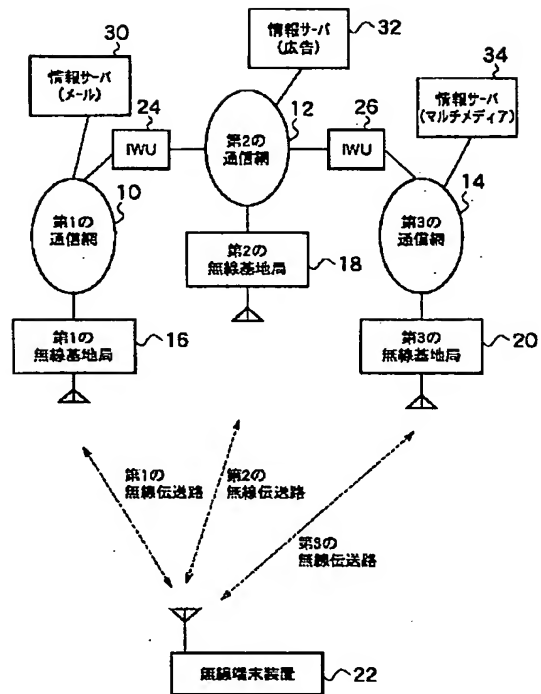 30
情報サーバ
(メール)
24
IWU
情報サーバ
(広告)
32
12
第2の
通信網
26
IWU
34
情報サーバ
(マルチメディア)
第1の
通信網
10
14
第3の
通信網
第2の
無線基地局
18
第1の
無線基地局
16
第3の
無線基地局
20
第1の
無線伝送路
第2の
無線伝送路
第3の
無線伝送路
無線端末装置
22